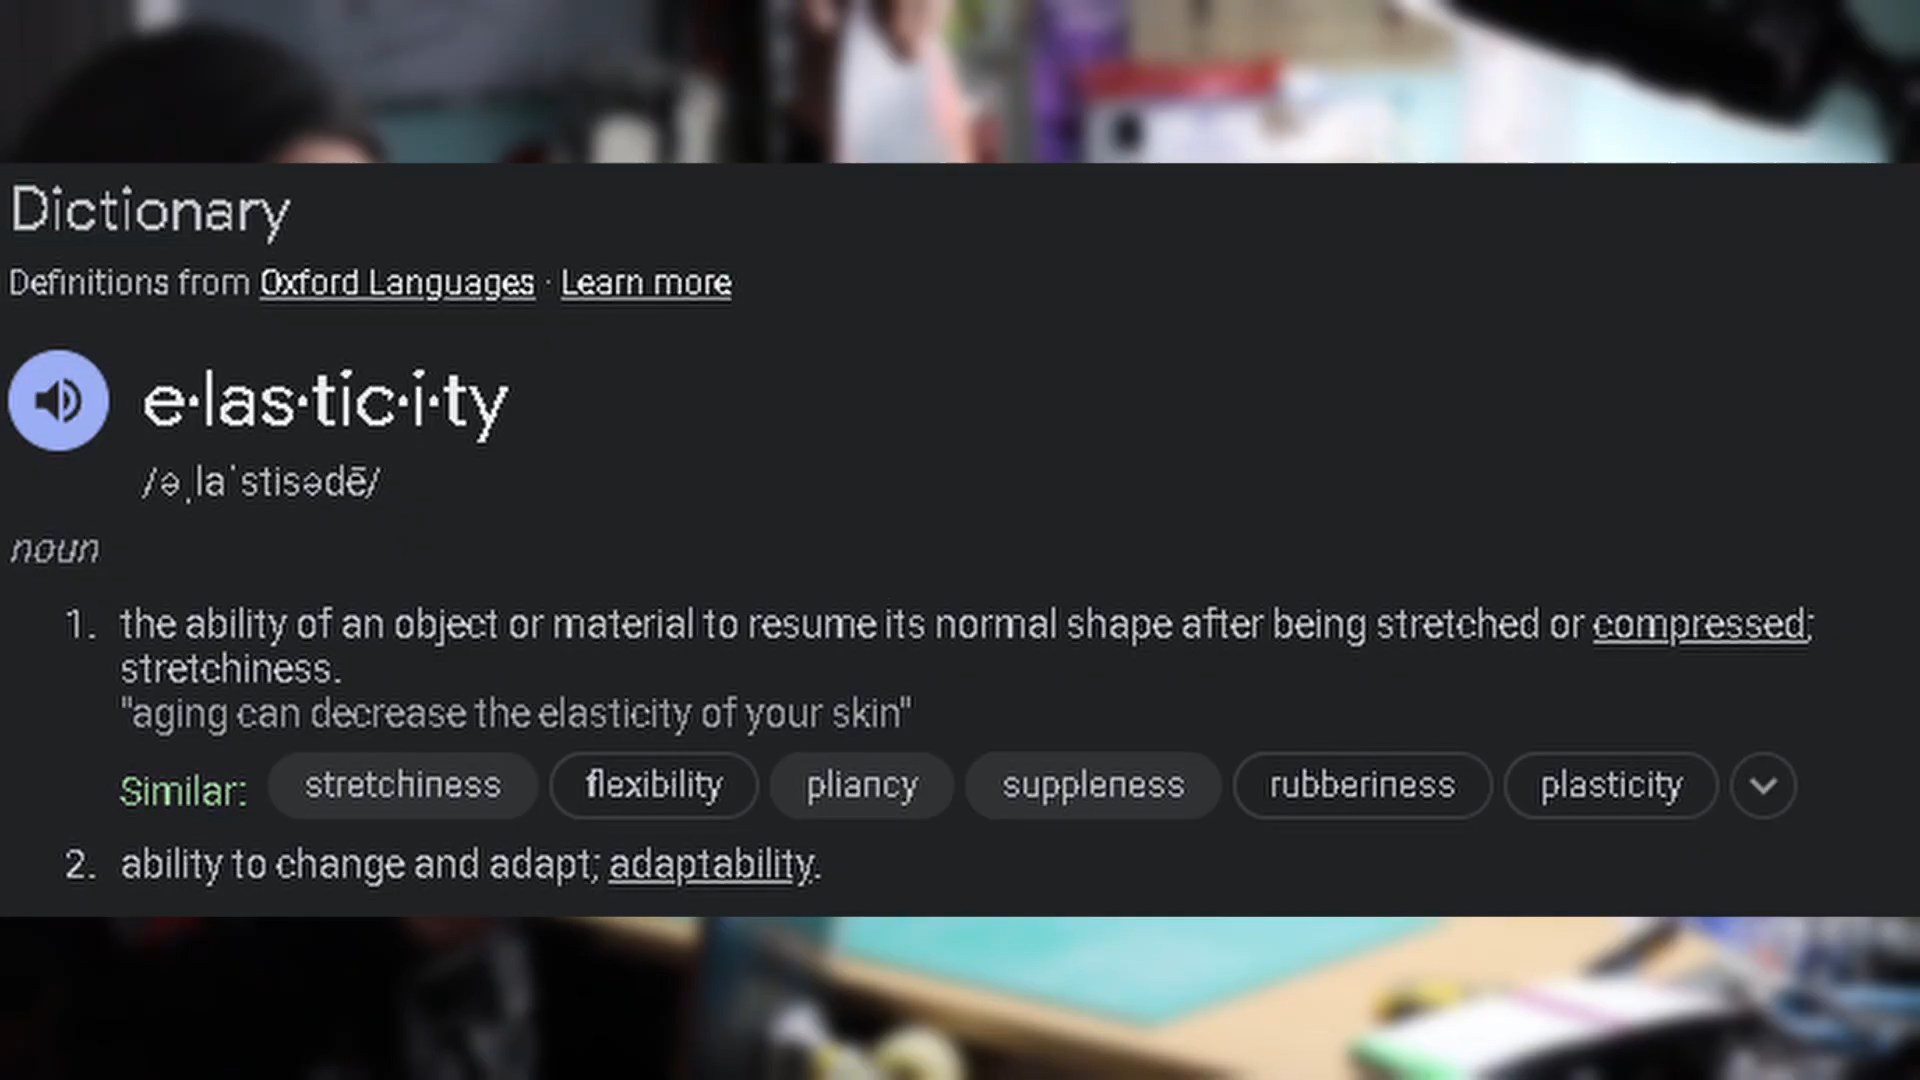 Dictionary
Definitions from Oxford Languages · Learn more
e·las·tic·i·ty
/əˌlaˈstisədē/
noun
1. the ability of an object or material to resume its normal shape after being stretched or compressed;
stretchiness.
"aging can decrease the elasticity of your skin"
Similar: stretchiness flexibility pliancy suppleness rubberiness plasticity
2. ability to change and adapt; adaptability.